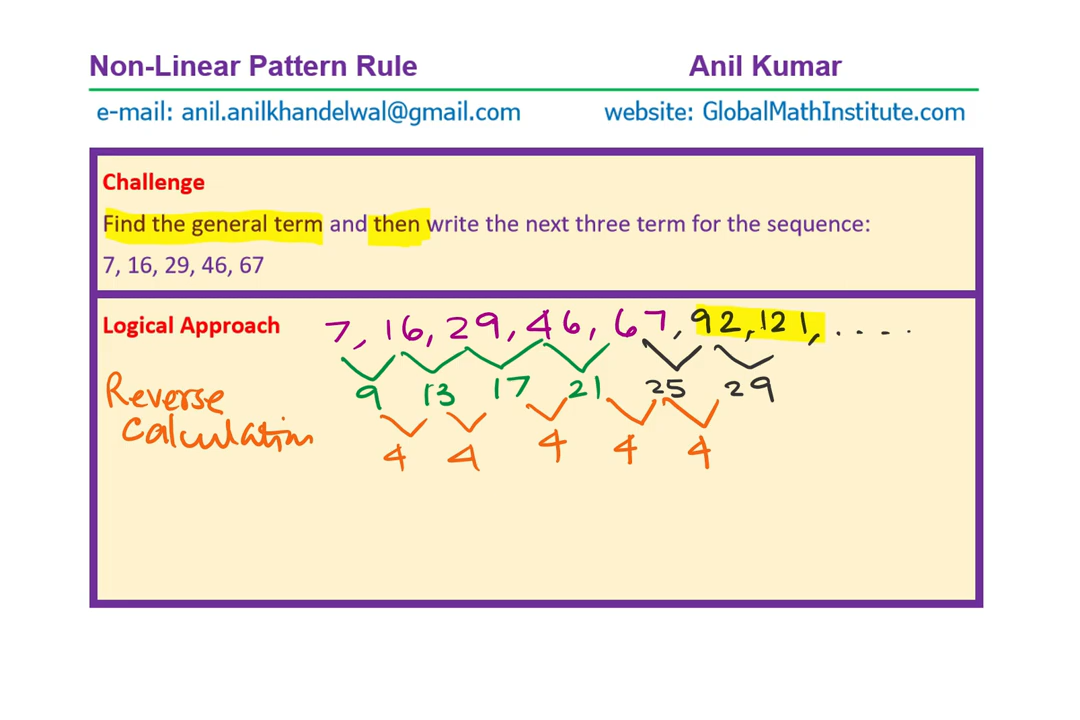 Non-Linear Pattern Rule Anil Kumar
e-mail: anil.anilkhandelwal@gmail.com website: GlobalMathInstitute.com
Challenge
Find the general term and then write the next three term for the sequence:
7, 16, 29, 46, 67
Logical Approach 7, 16, 29, 46, 67, 92, 121, ....
9 13 17 21 25 29
Reverse
Calculation
4 4 4 4 4